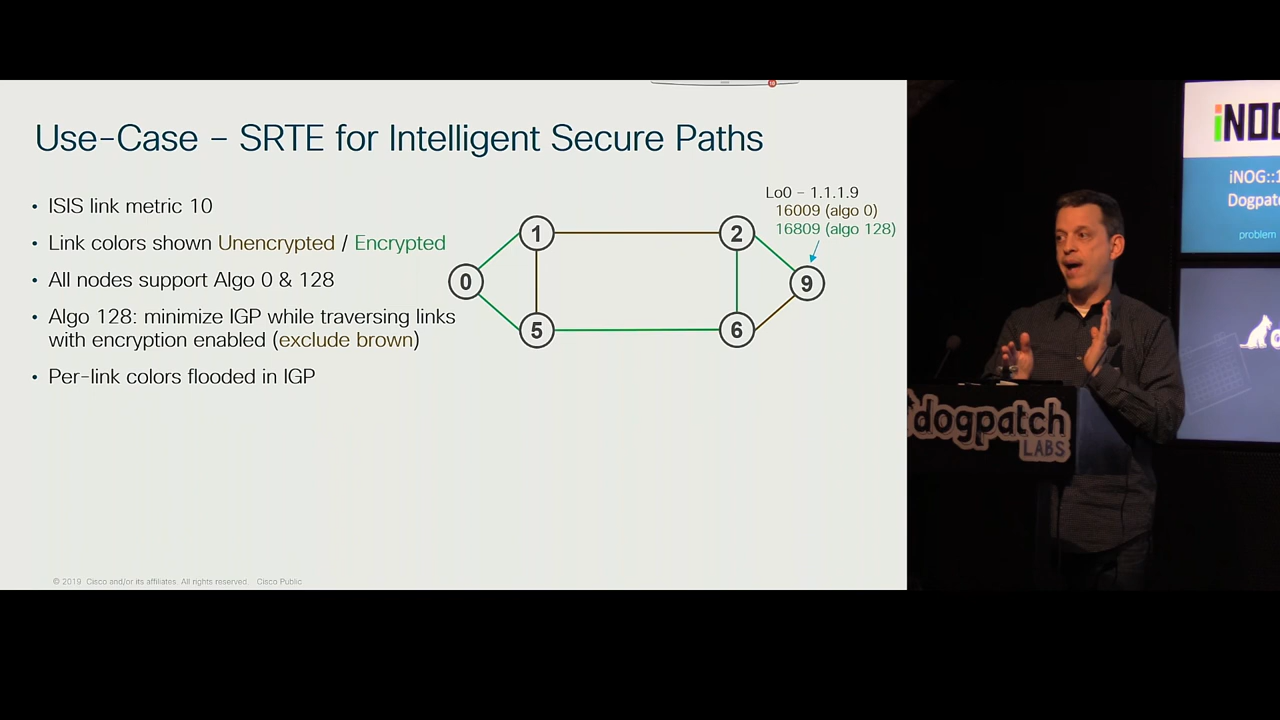 Use-Case – SRTE for Intelligent Secure Paths
• ISIS link metric 10
• Link colors shown Unencrypted / Encrypted
• All nodes support Algo 0 & 128
• Algo 128: minimize IGP while traversing links
with encryption enabled (exclude brown)
• Per-link colors flooded in IGP
Lo0 – 1.1.1.9
16009 (algo 0)
16809 (algo 128)
1
2
0
9
5
6
© 2019 Cisco and/or its affiliates. All rights reserved. Cisco Public
iNOG::1
Dogpatc
problem
dogpatch
LABS